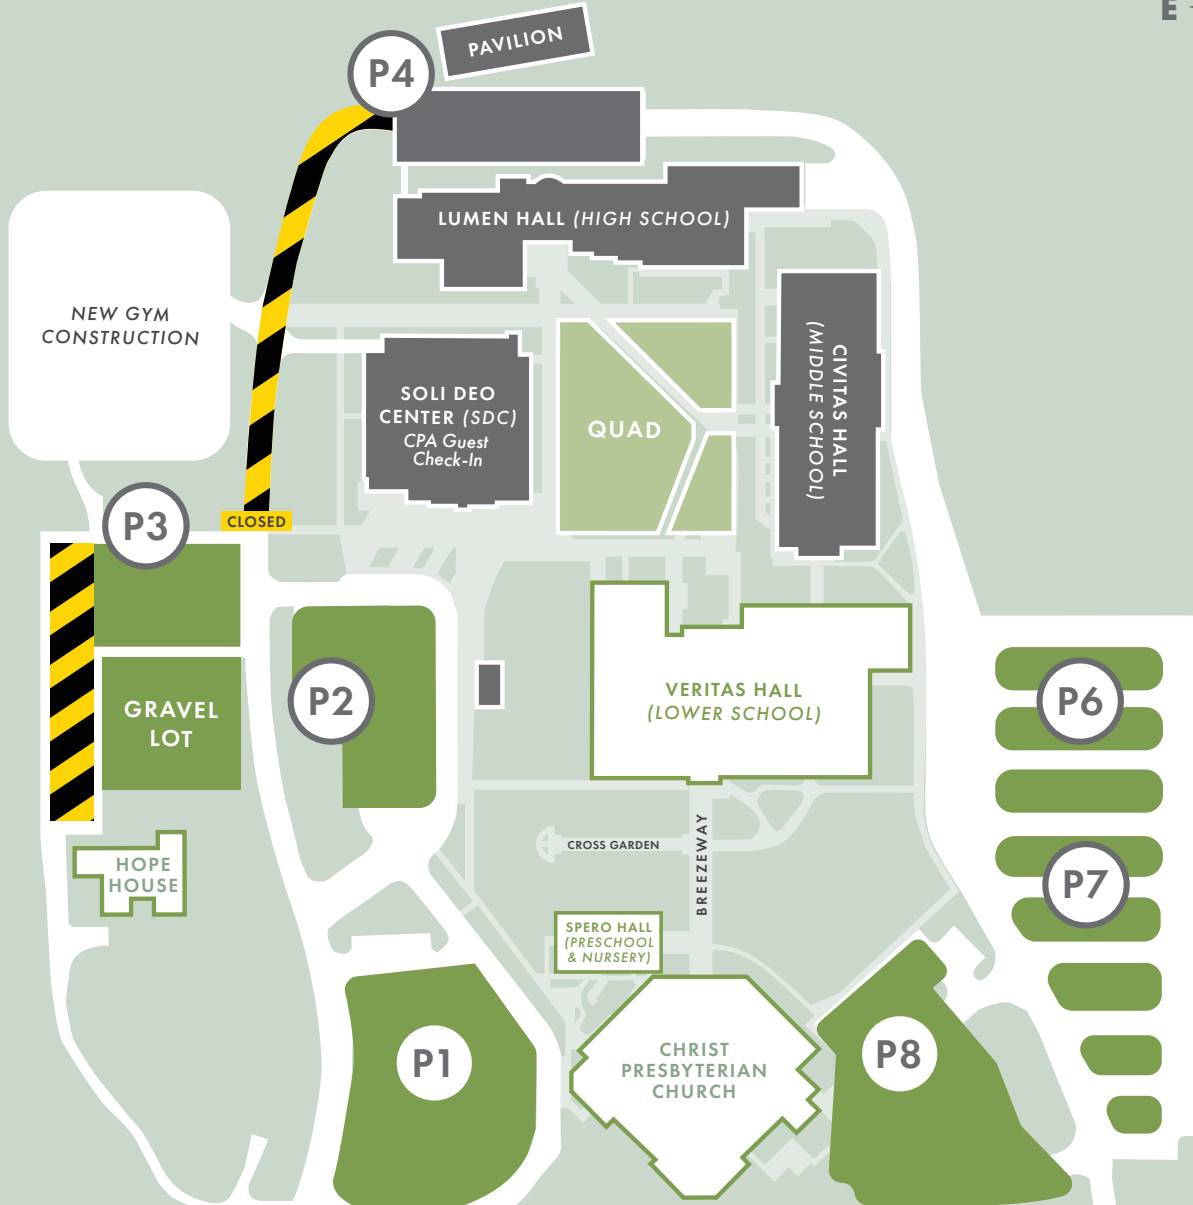 E
PAVILION
P4
LUMEN HALL (HIGH SCHOOL)
NEW GYM
CONSTRUCTION
SOLI DEO
CENTER (SDC)
CPA Guest
Check-In
QUAD
CIVITAS HALL
(MIDDLE SCHOOL)
P3
CLOSED
GRAVEL
LOT
P2
VERITAS HALL
(LOWER SCHOOL)
P6
HOPE
HOUSE
CROSS GARDEN
BREEZEWAY
P7
SPERO HALL
(PRESCHOOL
& NURSERY)
P1
CHRIST
PRESBYTERIAN
CHURCH
P8